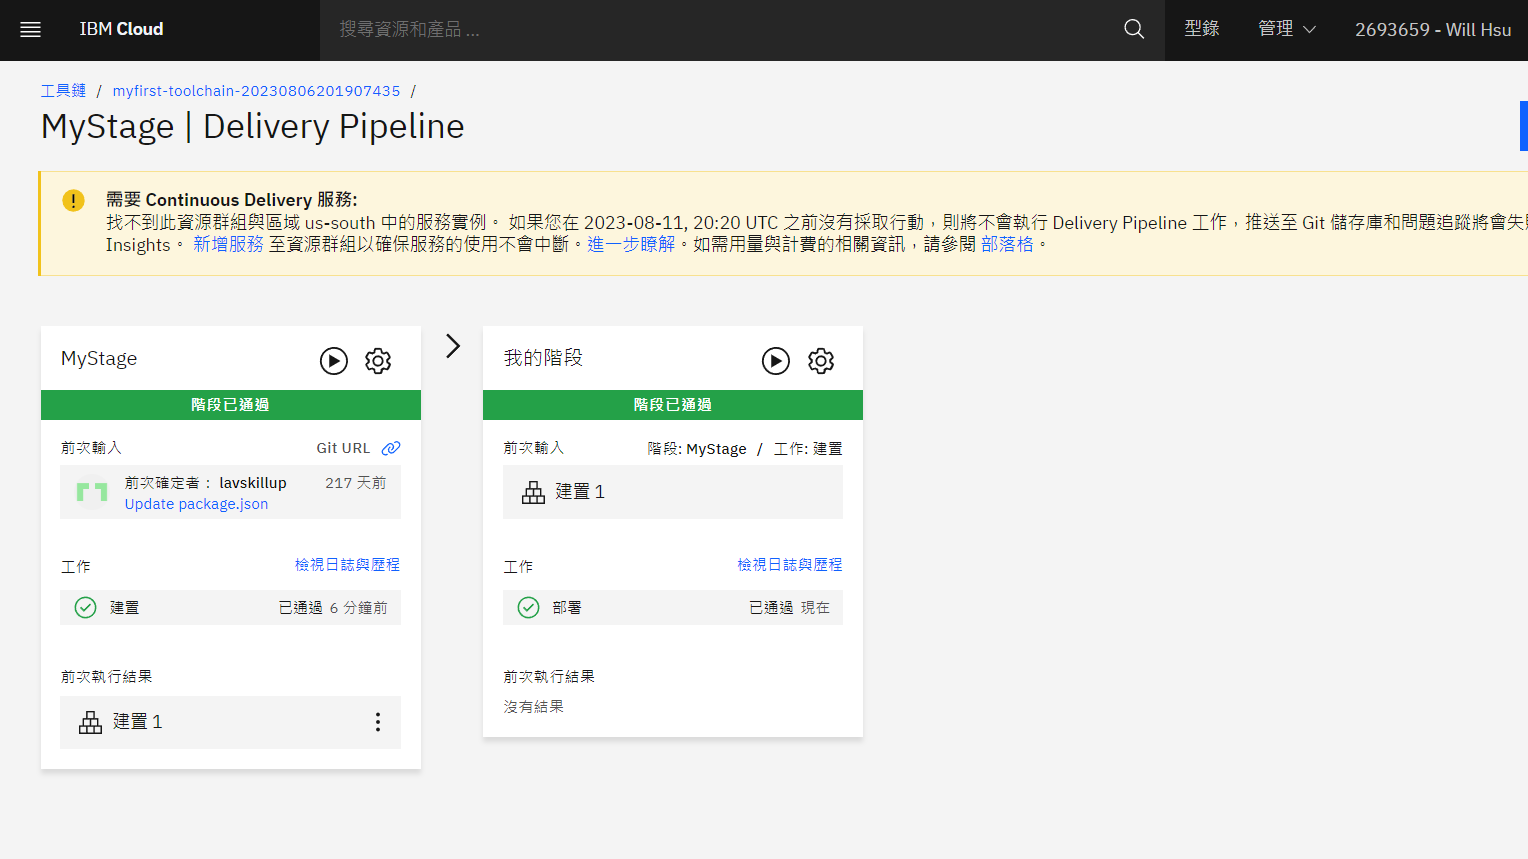 IBM Cloud
搜尋資源和產品 ...
型錄
管理
2693659 - Will Hsu
工具鏈 / myfirst-toolchain-20230806201907435 /
MyStage | Delivery Pipeline
需要 Continuous Delivery 服務:
找不到此資源群組與區域 us-south 中的服務實例。 如果您在 2023-08-11, 20:20 UTC 之前沒有採取行動，則將不會執行 Delivery Pipeline 工作，推送至 Git 儲存庫和問題追蹤將會失
Insights。 新增服務 至資源群組以確保服務的使用不會中斷。進一步瞭解。如需用量與計費的相關資訊，請參閱 部落格。
MyStage
階段已通過
前次輸入
Git URL
前次確定者： lavskillup
217 天前
Update package.json
工作
檢視日誌與歷程
建置
已通過 6 分鐘前
前次執行結果
建置 1
我的階段
階段已通過
前次輸入
階段: MyStage / 工作: 建置
建置 1
工作
檢視日誌與歷程
部署
已通過 現在
前次執行結果
沒有結果